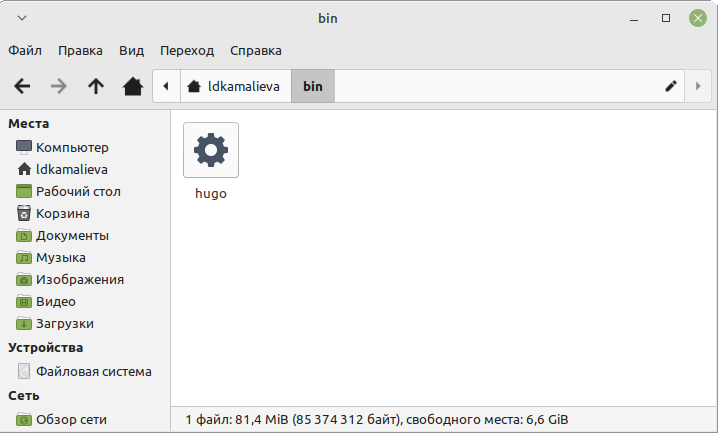 bin
Файл Правка Вид Переход Справка
ldkamalieva bin
Места
Компьютер
ldkamalieva
Рабочий стол
Корзина
Документы
Музыка
Изображения
Видео
Загрузки
Устройства
Файловая система
Сеть
Обзор сети
hugo
1 файл: 81,4 MiB (85 374 312 байт), свободного места: 6,6 GiB